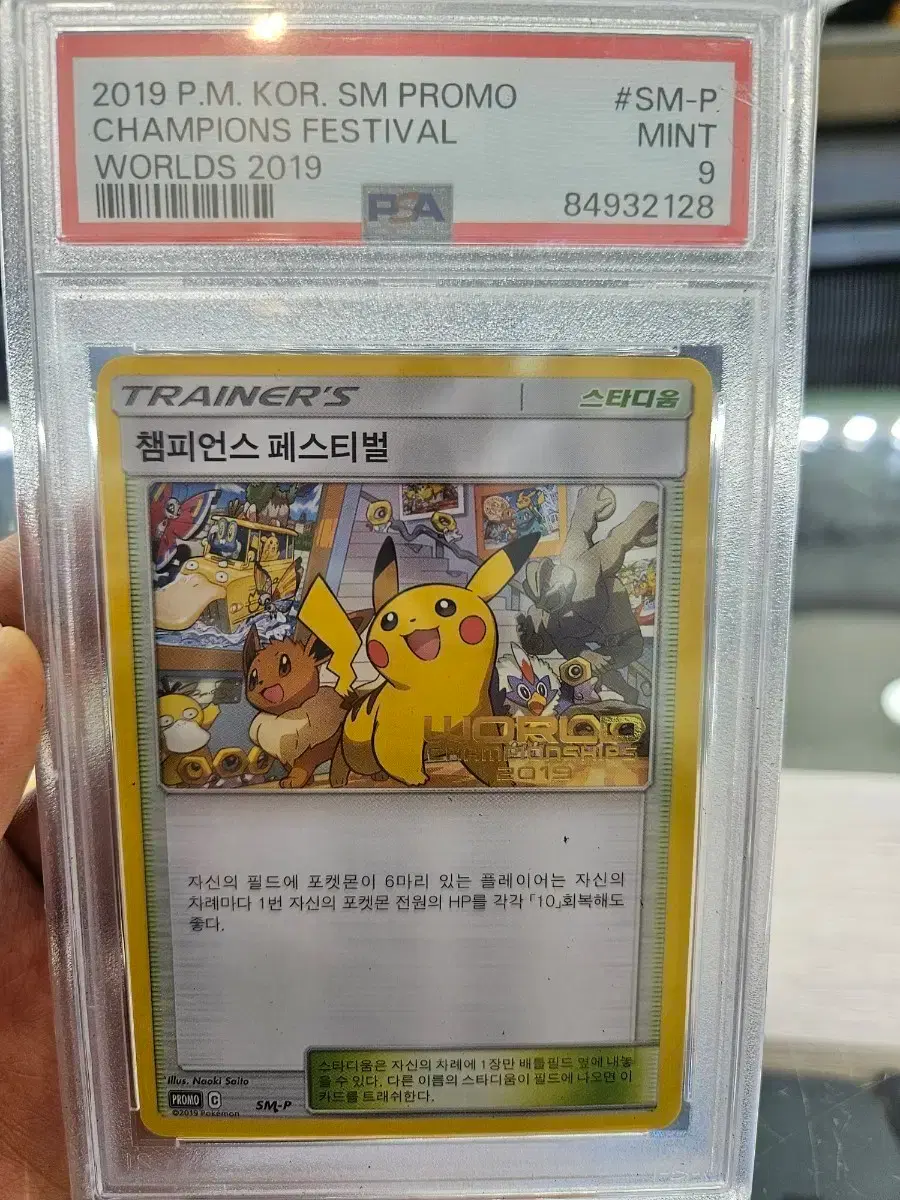 2019 P.M. KOR. SM PROMO #SM-P
CHAMPIONS FESTIVAL MINT
WORLDS 2019 9
PSA 84932128
TRAINER'S 스타디움
챔피언스 페스티벌
WORLD
CHAMPIONSHIPS
2019
자신의 필드에 포켓몬이 6마리 있는 플레이어는 자신의
차례마다 1번 자신의 포켓몬 전원의 HP를 각각 「10」회복해도
좋다.
스타디움은 자신의 차례에 1장만 배틀필드 옆에 내놓
을 수 있다. 다른 이름의 스타디움이 필드에 나오면 이
카드를 트래쉬한다.
Illus. Naoki Saito
PROMO C SM-P
©2019 Pokémon